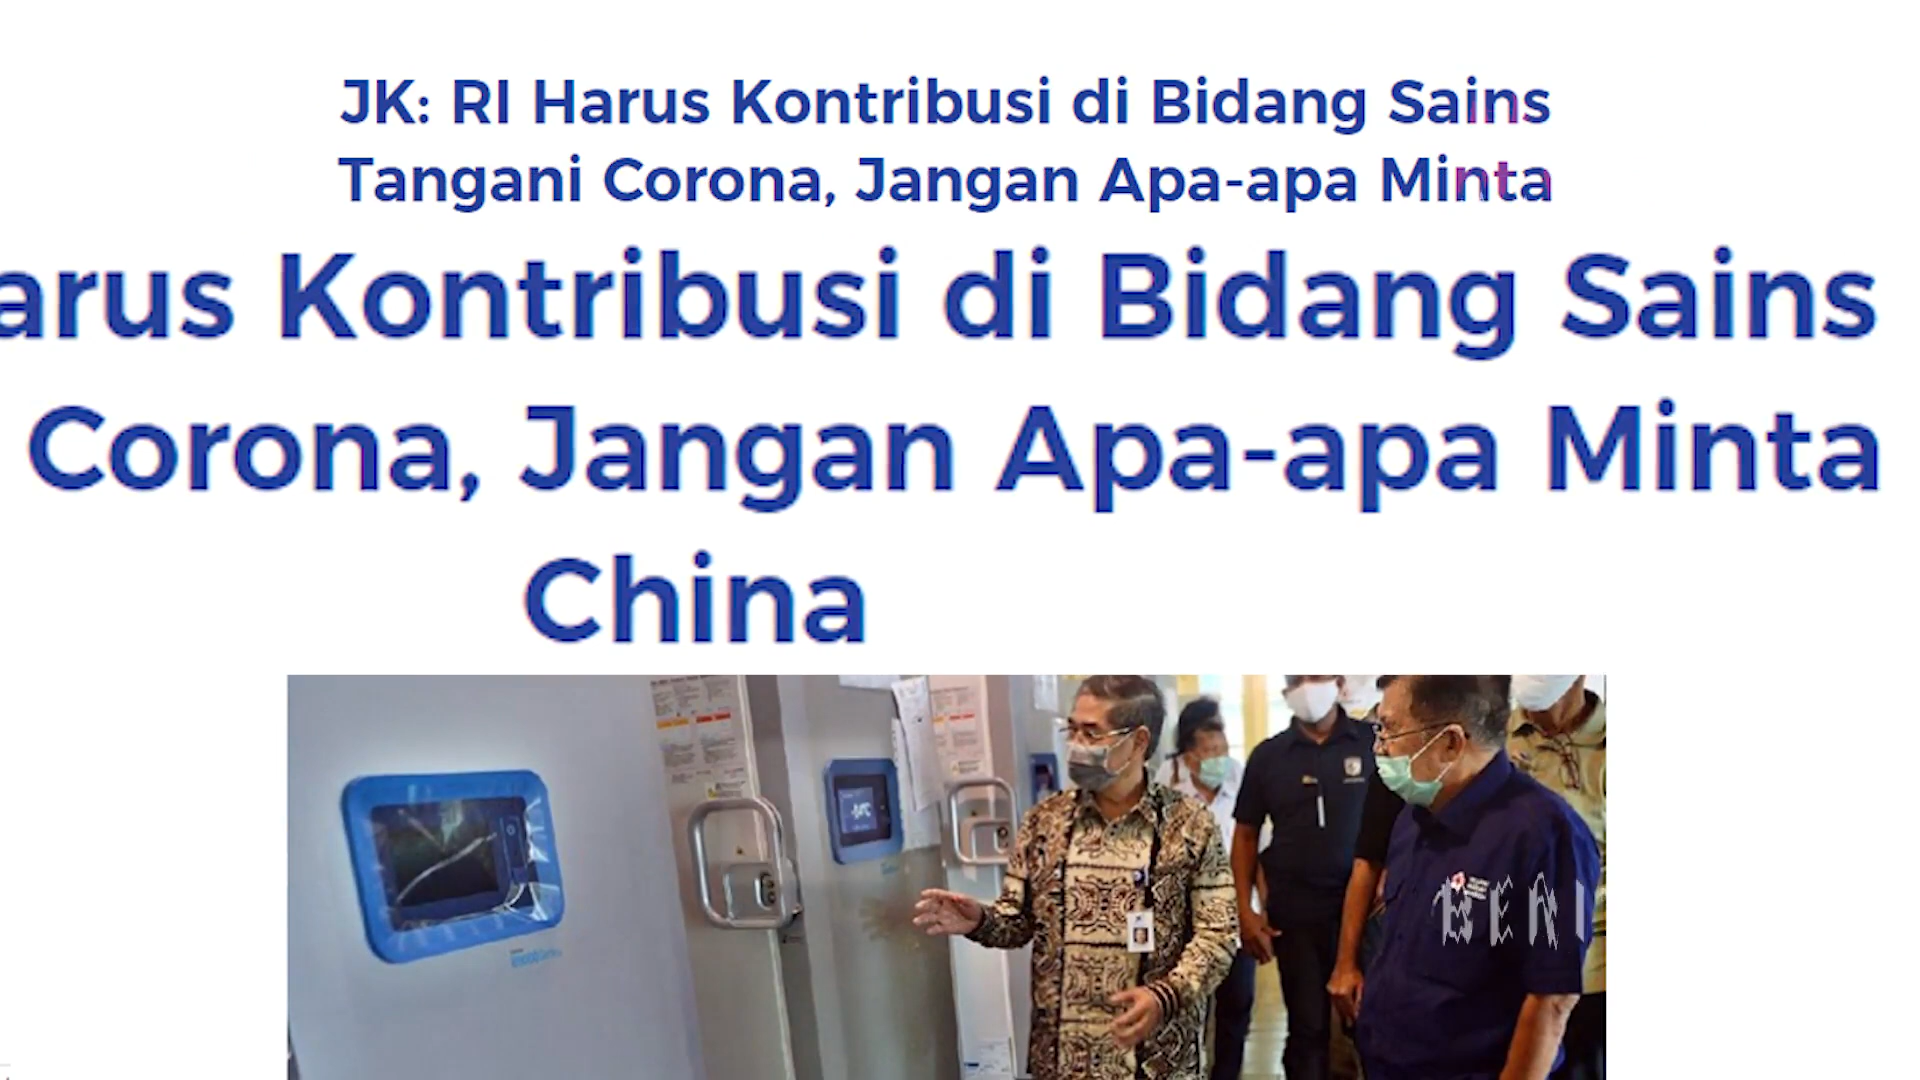 JK: RI Harus Kontribusi di Bidang Sains
Tangani Corona, Jangan Apa-apa Minta
arus Kontribusi di Bidang Sains
Corona, Jangan Apa-apa Minta
China
BERI